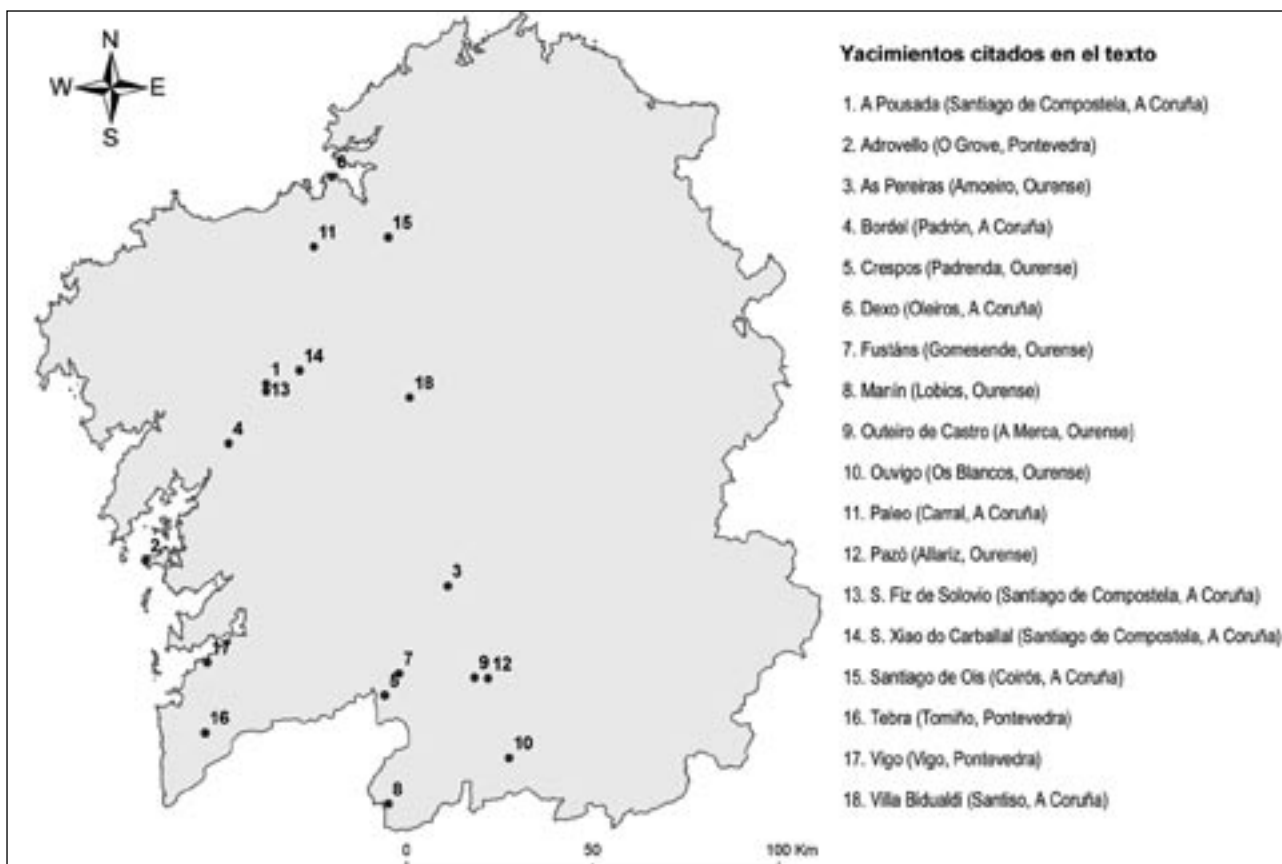 N
W E
S
Yacimientos citados en el texto
1. A Pousada (Santiago de Compostela, A Coruña)
2. Adrovello (O Grove, Pontevedra)
3. As Pereiras (Amoeiro, Ourense)
4. Bordel (Padrón, A Coruña)
5. Crespos (Padrenda, Ourense)
6. Dexo (Oleiros, A Coruña)
7. Fustáns (Gomesende, Ourense)
8. Manín (Lobios, Ourense)
9. Outeiro de Castro (A Merca, Ourense)
10. Ouvigo (Os Blancos, Ourense)
11. Paleo (Carral, A Coruña)
12. Pazó (Allariz, Ourense)
13. S. Fiz de Solovio (Santiago de Compostela, A Coruña)
14. S. Xiao do Carballal (Santiago de Compostela, A Coruña)
15. Santiago de Ois (Coirós, A Coruña)
16. Tebra (Tomiño, Pontevedra)
17. Vigo (Vigo, Pontevedra)
18. Villa Bidualdi (Santiso, A Coruña)
6
15
11
14
1
13
18
4
2
3
17
7
9 12
5
16
10
8
0 50 100 Km